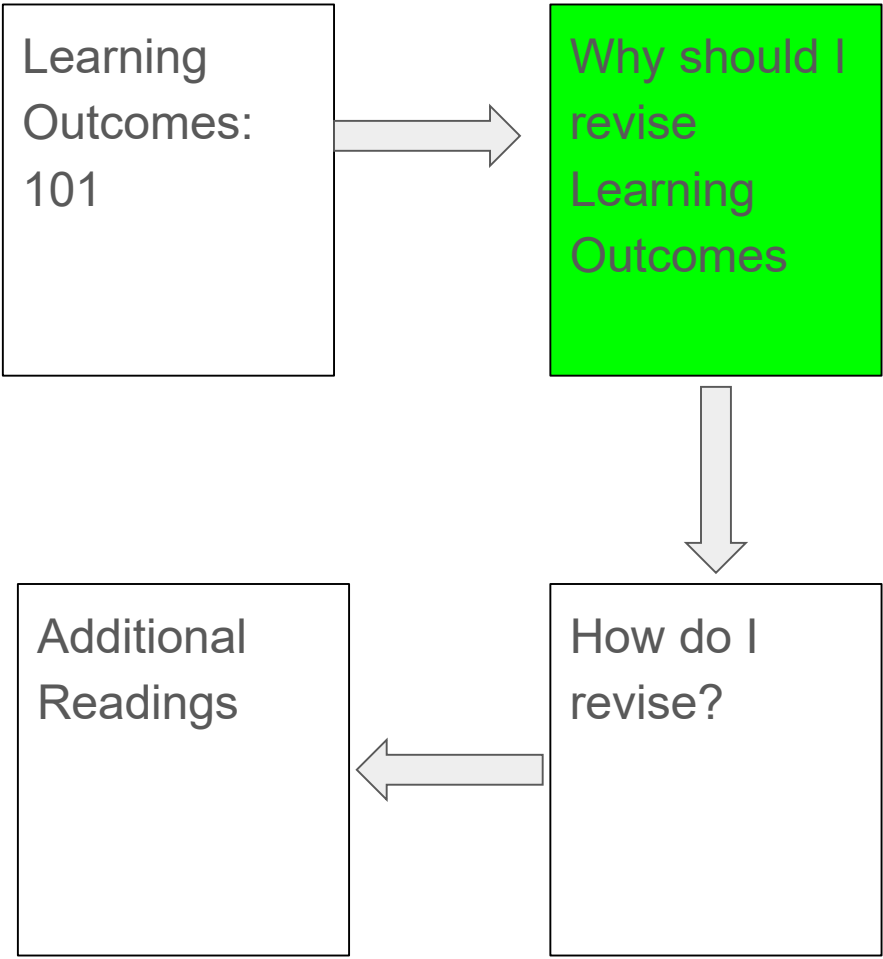 Learning
Outcomes:
101
Why should I
revise
Learning
Outcomes
How do I
revise?
Additional
Readings